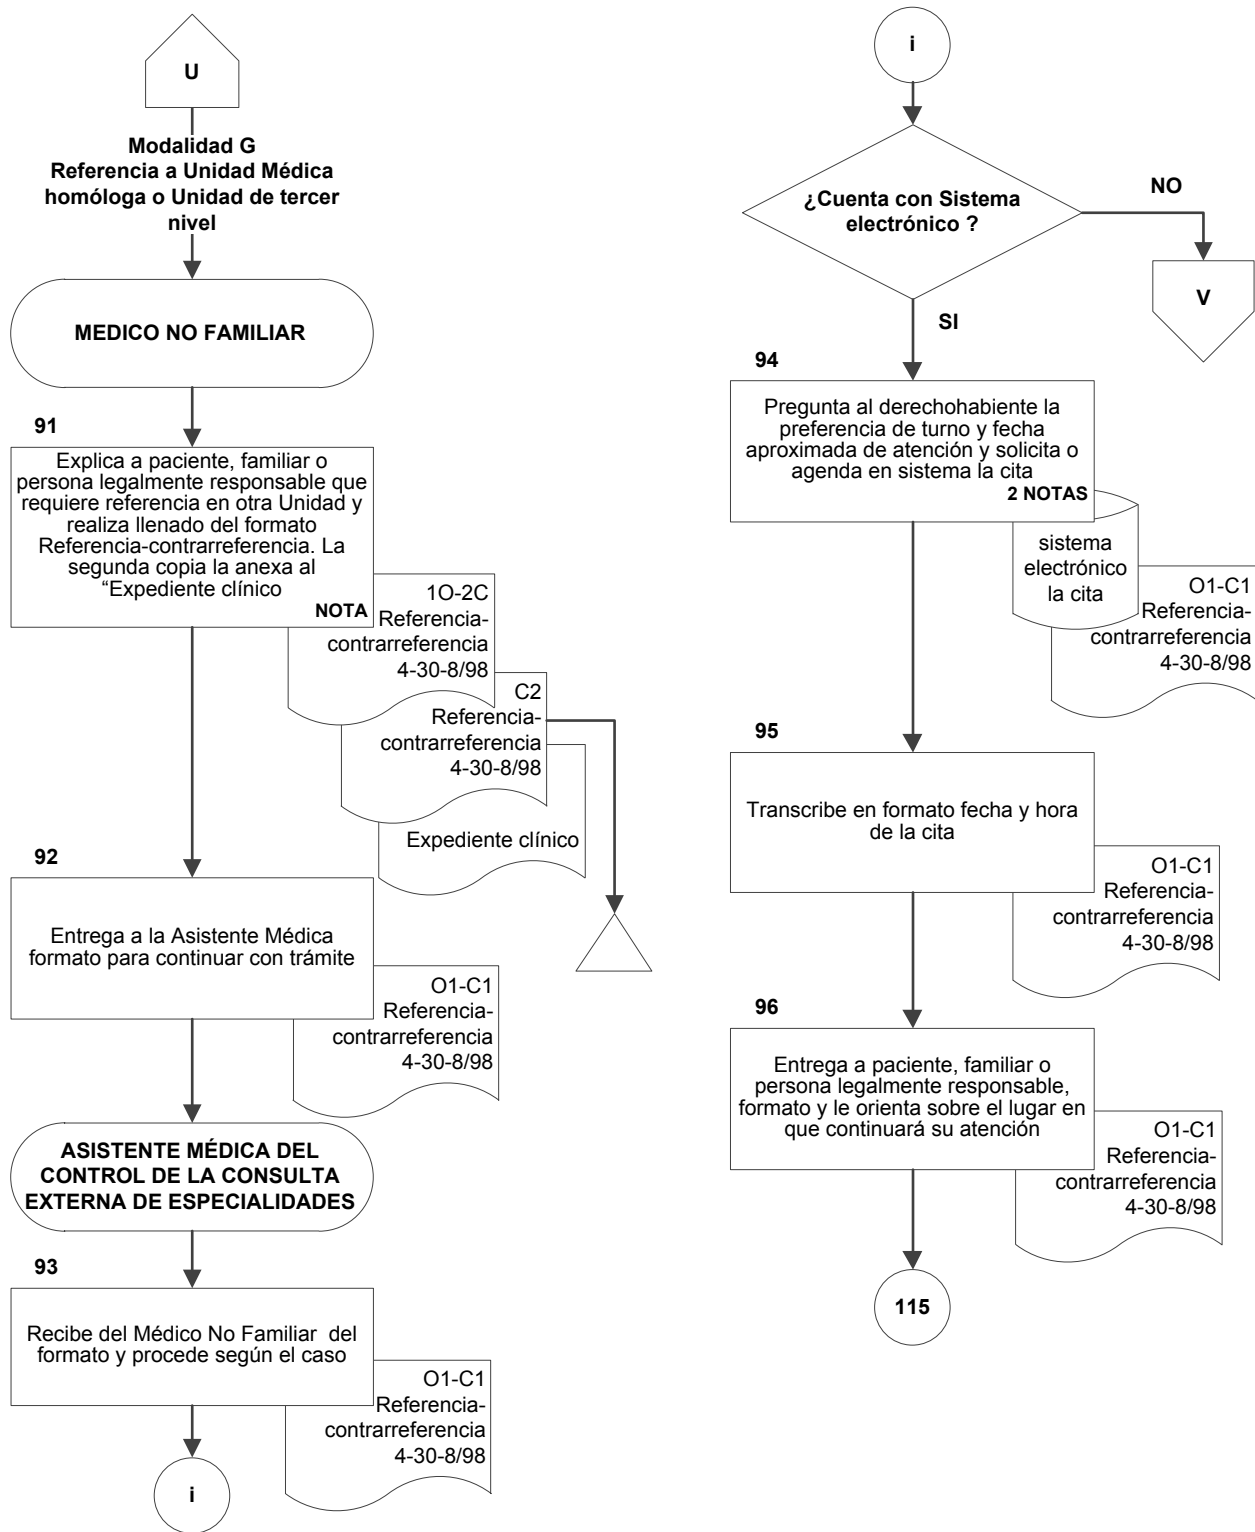 U
Modalidad G
Referencia a Unidad Médica
homóloga o Unidad de tercer
nivel
MEDICO NO FAMILIAR
91
Explica a paciente, familiar o
persona legalmente responsable que
requiere referencia en otra Unidad y
realiza llenado del formato
Referencia-contrarreferencia. La
segunda copia la anexa al
“Expediente clínico
NOTA
1O-2C
Referencia-
contrarreferencia
4-30-8/98
C2
Referencia-
contrarreferencia
4-30-8/98
Expediente clínico
92
Entrega a la Asistente Médica
formato para continuar con trámite
O1-C1
Referencia-
contrarreferencia
4-30-8/98
ASISTENTE MÉDICA DEL
CONTROL DE LA CONSULTA
EXTERNA DE ESPECIALIDADES
93
Recibe del Médico No Familiar del
formato y procede según el caso
O1-C1
Referencia-
contrarreferencia
4-30-8/98
i
i
¿Cuenta con Sistema
electrónico ?
NO
V
SI
94
Pregunta al derechohabiente la
preferencia de turno y fecha
aproximada de atención y solicita o
agenda en sistema la cita
2 NOTAS
sistema
electrónico
la cita
O1-C1
Referencia-
contrarreferencia
4-30-8/98
95
Transcribe en formato fecha y hora
de la cita
O1-C1
Referencia-
contrarreferencia
4-30-8/98
96
Entrega a paciente, familiar o
persona legalmente responsable,
formato y le orienta sobre el lugar en
que continuará su atención
O1-C1
Referencia-
contrarreferencia
4-30-8/98
115